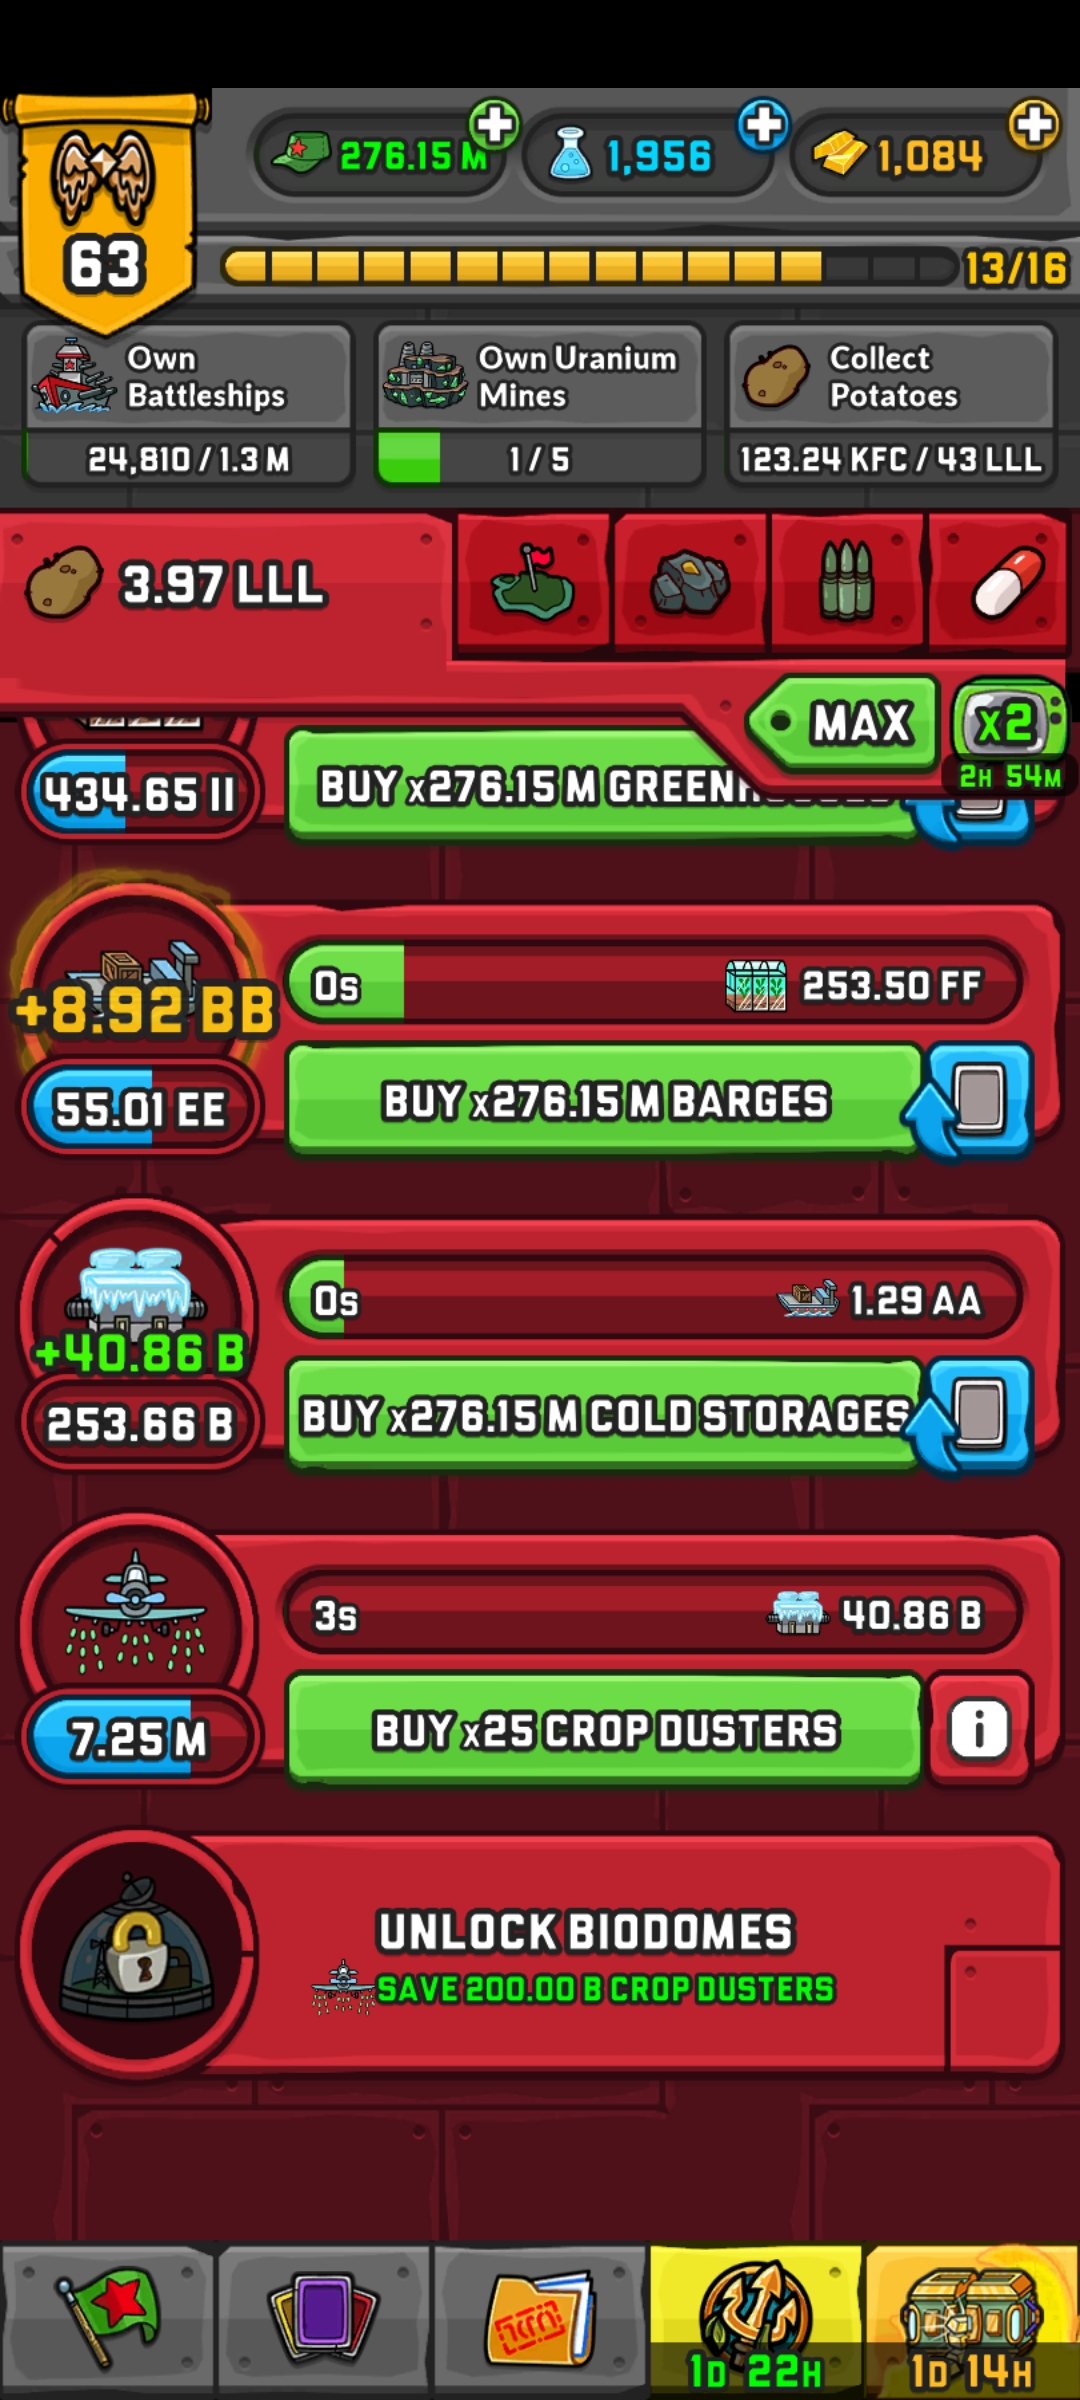 276.15 M
1,956
1,084
63
13/16
Own
Battleships
24,810 / 1.3 M
Own Uranium
Mines
1 / 5
Collect
Potatoes
123.24 KFC / 43 LLL
3.97 LLL
MAX
x2
2H 54M
434.65 II
BUY x276.15 M
+8.92 BB
0s
253.50 FF
55.01 EE
BUY x276.15 M BARGES
0s
1.29 AA
+40.86 B
253.66 B
BUY x276.15 M COLD STORAGES
3s
40.86 B
7.25 M
BUY x25 CROP DUSTERS
i
UNLOCK BIODOMES
SAVE 200.00 B CROP DUSTERS
1D 22H
1D 14H